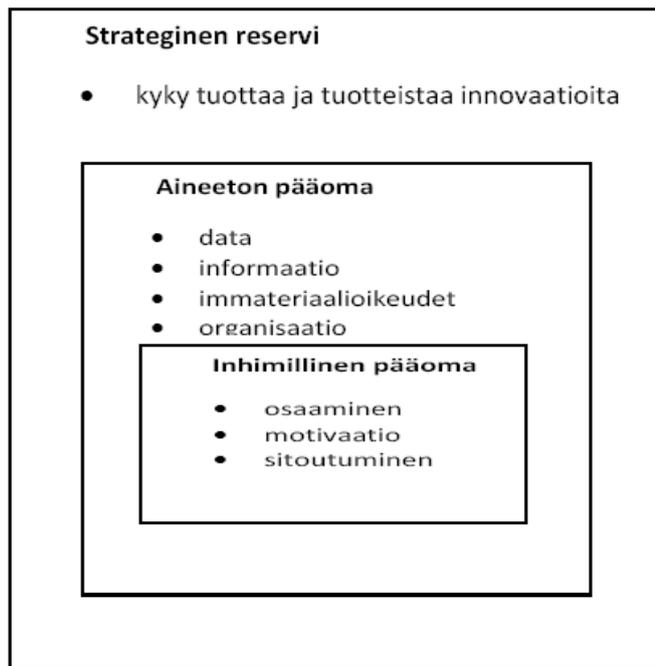 Strateginen reservi
• kyky tuottaa ja tuotteistaa innovaatioita
Aineeton pääoma
• data
• informaatio
• immateriaalioikeudet
• organisaatio
Inhimillinen pääoma
• osaaminen
• motivaatio
• sitoutuminen